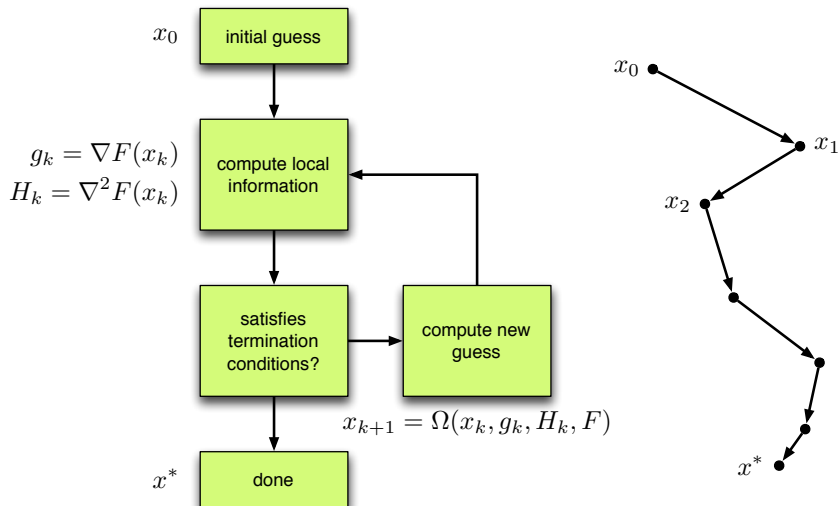 x_0
initial guess
g_k = ∇F(x_k)
H_k = ∇^2F(x_k)
compute local
information
satisfies
termination
conditions?
compute new
guess
x_{k+1} = Ω(x_k, g_k, H_k, F)
x^*
done
x_0
x_1
x_2
x^*